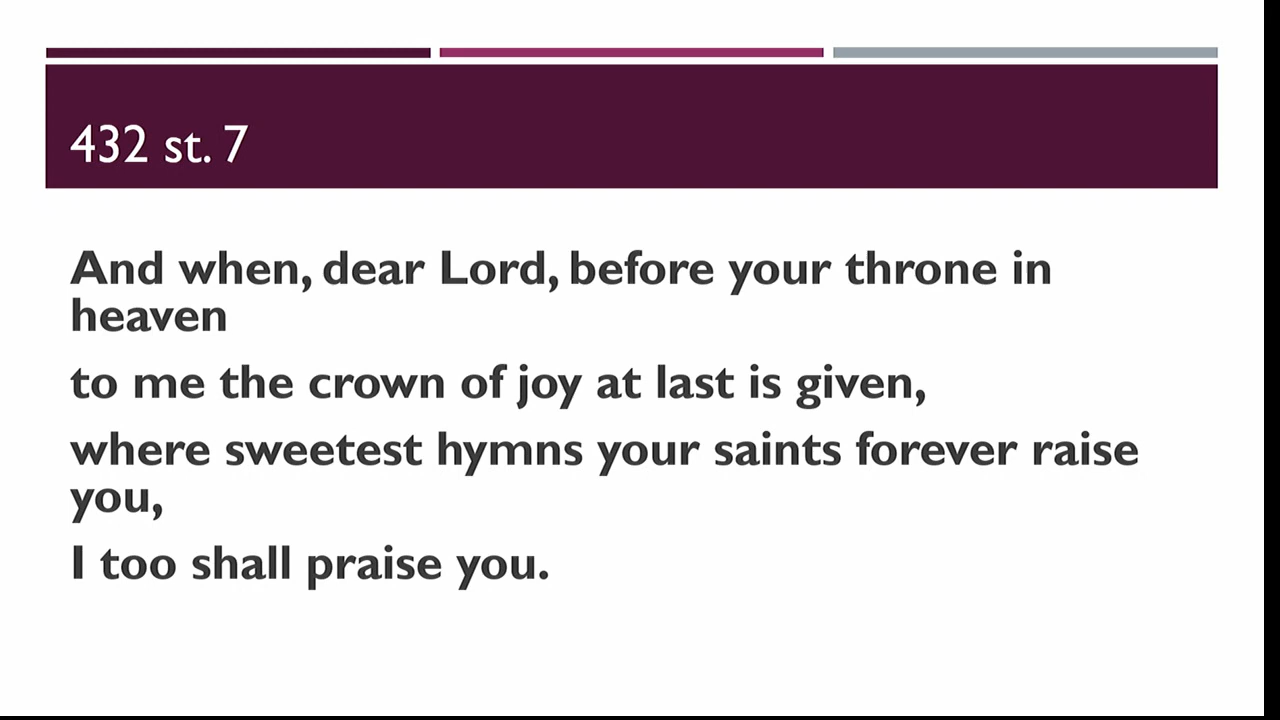 432 st. 7
And when, dear Lord, before your throne in
heaven
to me the crown of joy at last is given,
where sweetest hymns your saints forever raise
you,
I too shall praise you.